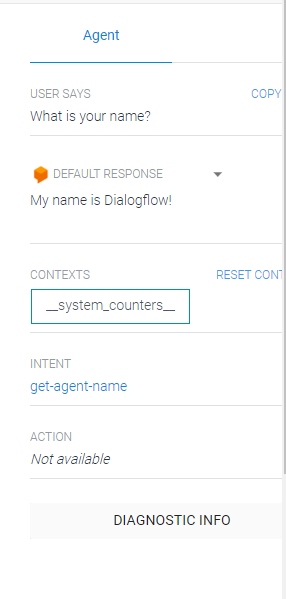 Agent
USER SAYS COPY
What is your name?
DEFAULT RESPONSE
My name is Dialogflow!
CONTEXTS RESET CONT
__system_counters__
INTENT
get-agent-name
ACTION
Not available
DIAGNOSTIC INFO